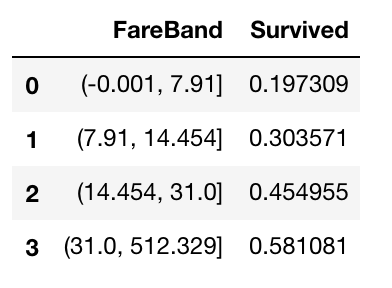 FareBand Survived
0 (-0.001, 7.91] 0.197309
1 (7.91, 14.454] 0.303571
2 (14.454, 31.0] 0.454955
3 (31.0, 512.329] 0.581081